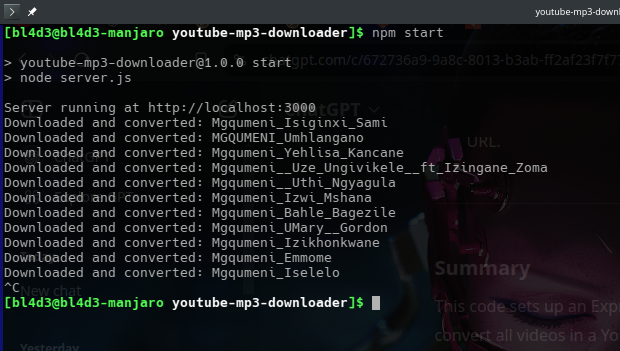 youtube-mp3-downl
[bl4d3@bl4d3-manjaro youtube-mp3-downloader]$ npm start
> youtube-mp3-downloader@1.0.0 start
> node server.js
Server running at http://localhost:3000
Downloaded and converted: Mgqumeni_Isiginxi_Sami
Downloaded and converted: MGQUMENI_Umhlangano
Downloaded and converted: Mgqumeni_Yehlisa_Kancane
Downloaded and converted: Mgqumeni__Uze_Ungivikele__ft_Izingane_Zoma
Downloaded and converted: Mgqumeni__Uthi_Ngyagula
Downloaded and converted: Mgqumeni_Izwi_Mshana
Downloaded and converted: Mgqumeni_Bahle_Bagezile
Downloaded and converted: Mgqumeni_UMary__Gordon
Downloaded and converted: Mgqumeni_Izikhonkwane
Downloaded and converted: Mgqumeni_Emmome
Downloaded and converted: Mgqumeni_Iselelo
^C
[bl4d3@bl4d3-manjaro youtube-mp3-downloader]$
URL.
Summary
This code sets up an Exp
convert all videos in a Yo
New chat
Yesterday